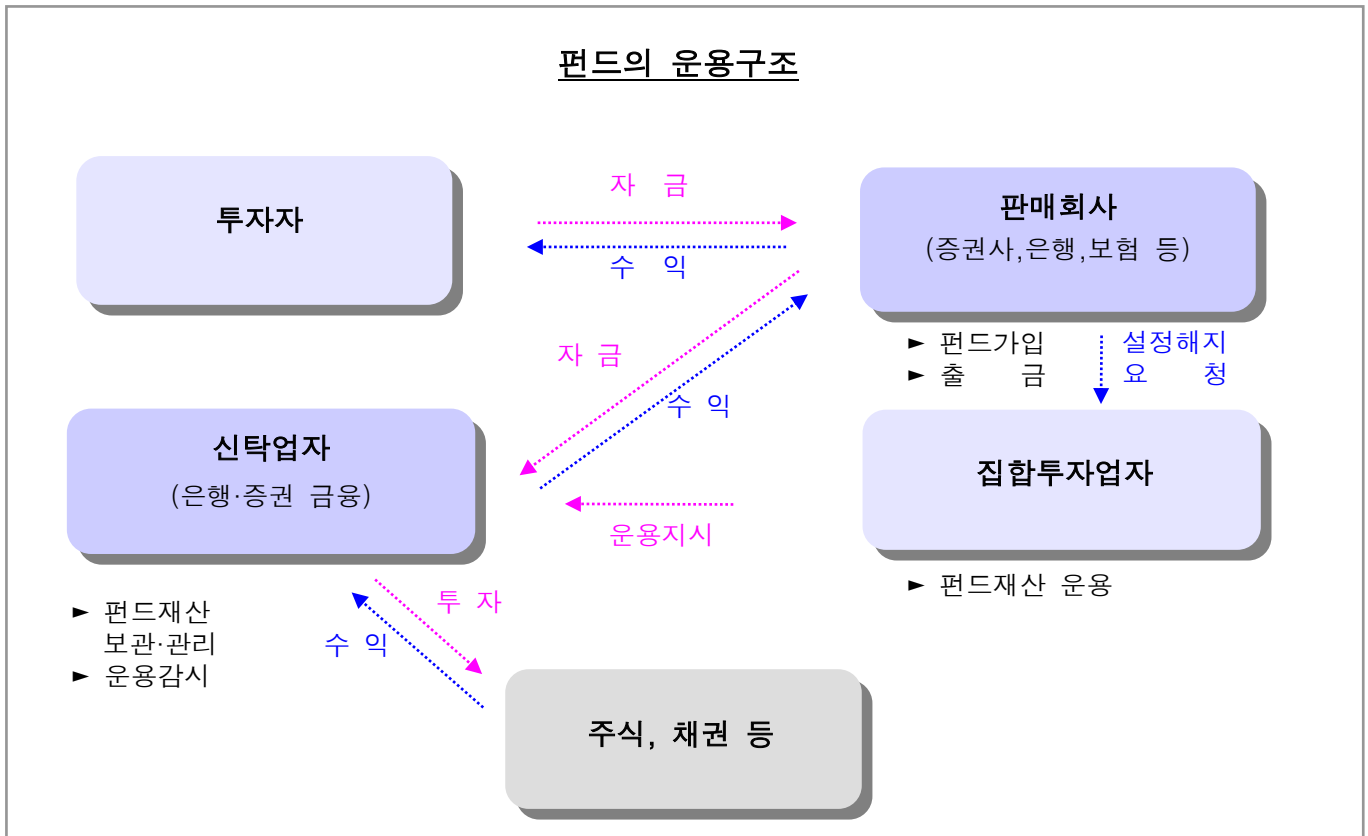 펀드의 운용구조
투자자
자 금
수 익
판매회사
(증권사,은행,보험 등)
► 펀드가입
► 출 금
설정해지
요 청
자 금
수 익
신탁업자
(은행·증권 금융)
집합투자업자
운용지시
► 펀드재산 운용
► 펀드재산
보관·관리
► 운용감시
투 자
수 익
주식, 채권 등